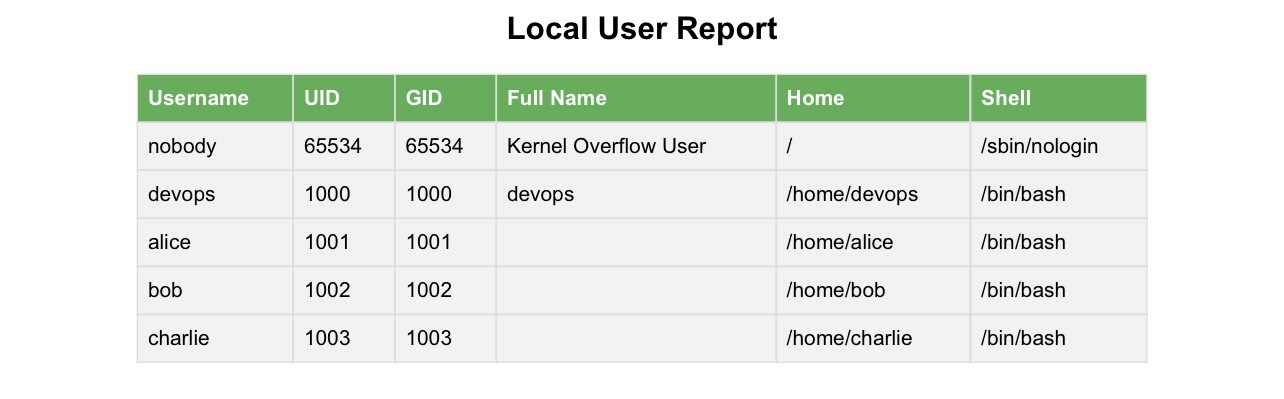 Local User Report
Username UID GID Full Name Home Shell
nobody 65534 65534 Kernel Overflow User / /sbin/nologin
devops 1000 1000 devops /home/devops /bin/bash
alice 1001 1001 /home/alice /bin/bash
bob 1002 1002 /home/bob /bin/bash
charlie 1003 1003 /home/charlie /bin/bash